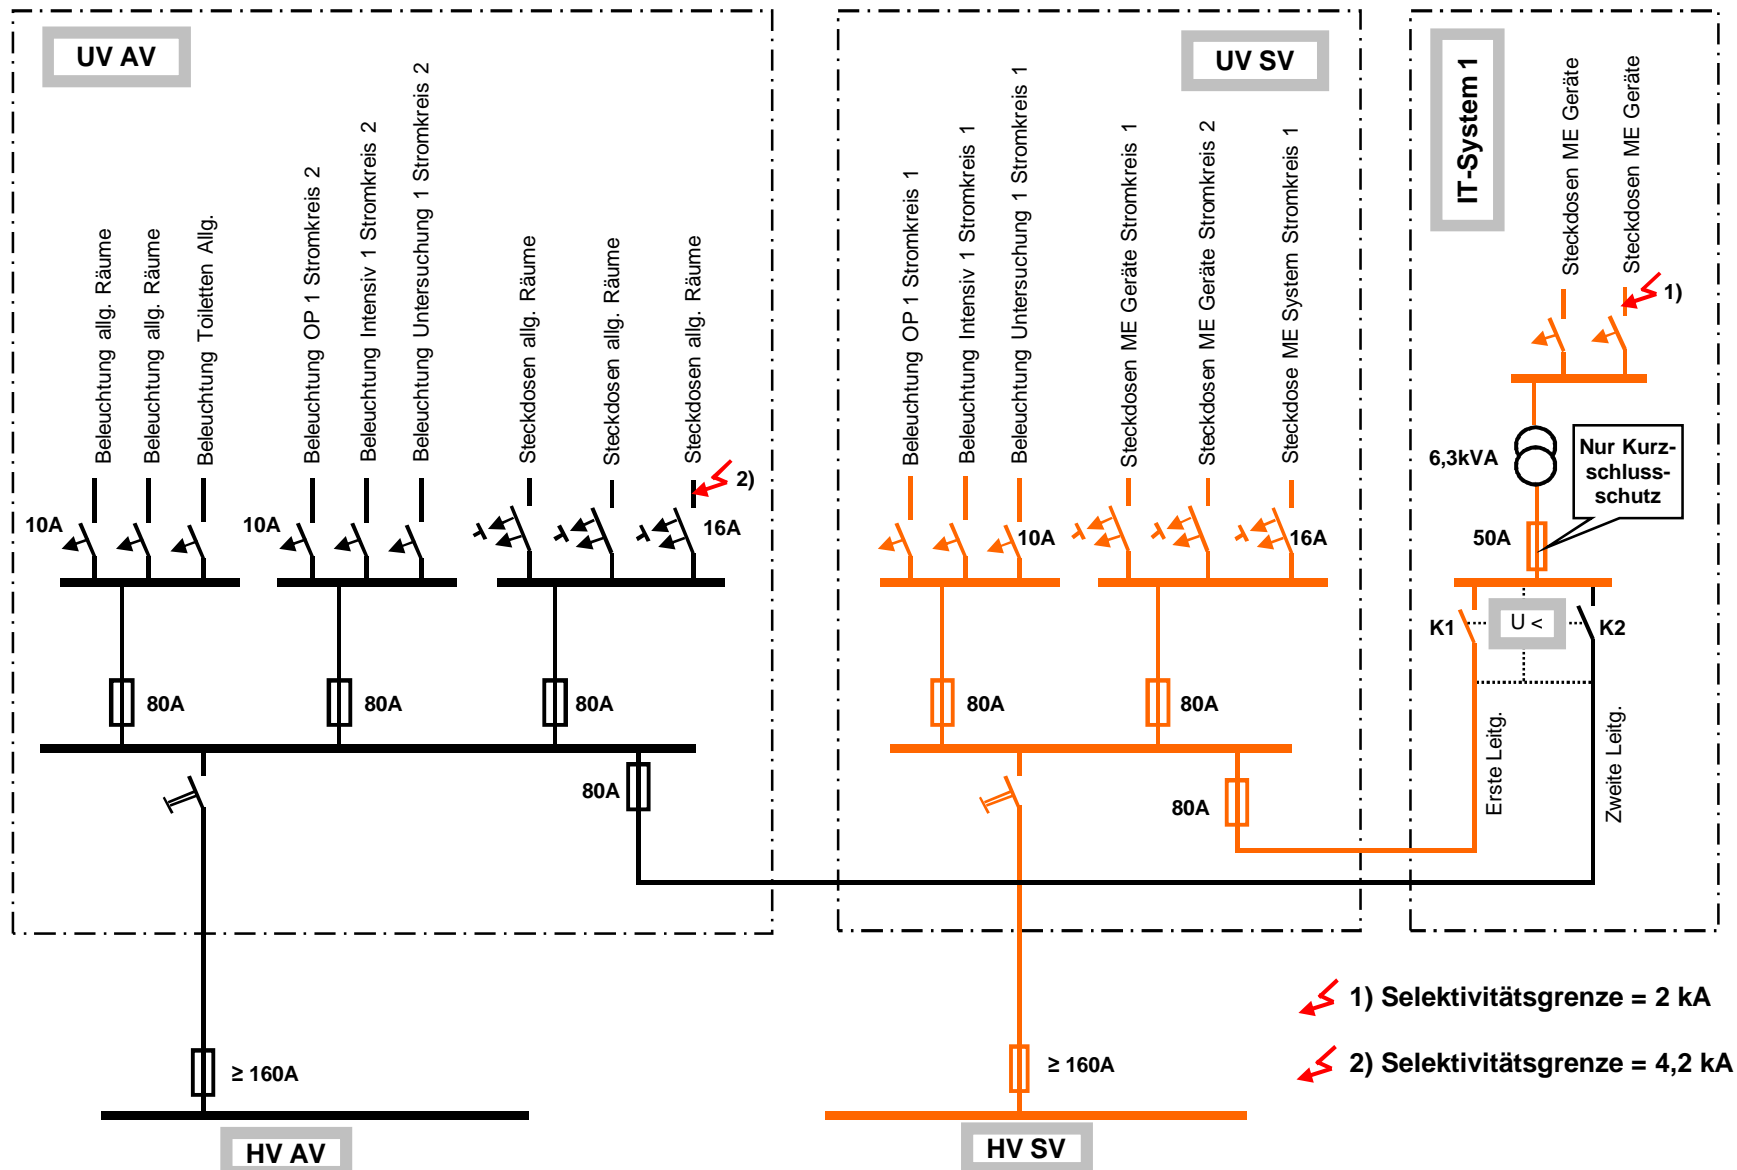 UV AV
UV SV
IT-System 1
Beleuchtung allg. Räume
Beleuchtung allg. Räume
Beleuchtung Toiletten Allg.
Beleuchtung OP 1 Stromkreis 2
Beleuchtung Intensiv 1 Stromkreis 2
Beleuchtung Untersuchung 1 Stromkreis 2
Steckdosen allg. Räume
Steckdosen allg. Räume
Steckdosen allg. Räume
Beleuchtung OP 1 Stromkreis 1
Beleuchtung Intensiv 1 Stromkreis 1
Beleuchtung Untersuchung 1 Stromkreis 1
Steckdosen ME Geräte Stromkreis 1
Steckdosen ME Geräte Stromkreis 2
Steckdose ME System Stromkreis 1
Steckdosen ME Geräte
Steckdosen ME Geräte
1)
2)
10A
10A
16A
10A
16A
6,3kVA
Nur Kurz-
schluss-
schutz
50A
K1
U <
K2
80A
80A
80A
80A
80A
80A
80A
Erste Leitg.
Zweite Leitg.
1) Selektivitätsgrenze = 2 kA
2) Selektivitätsgrenze = 4,2 kA
≥ 160A
≥ 160A
HV AV
HV SV